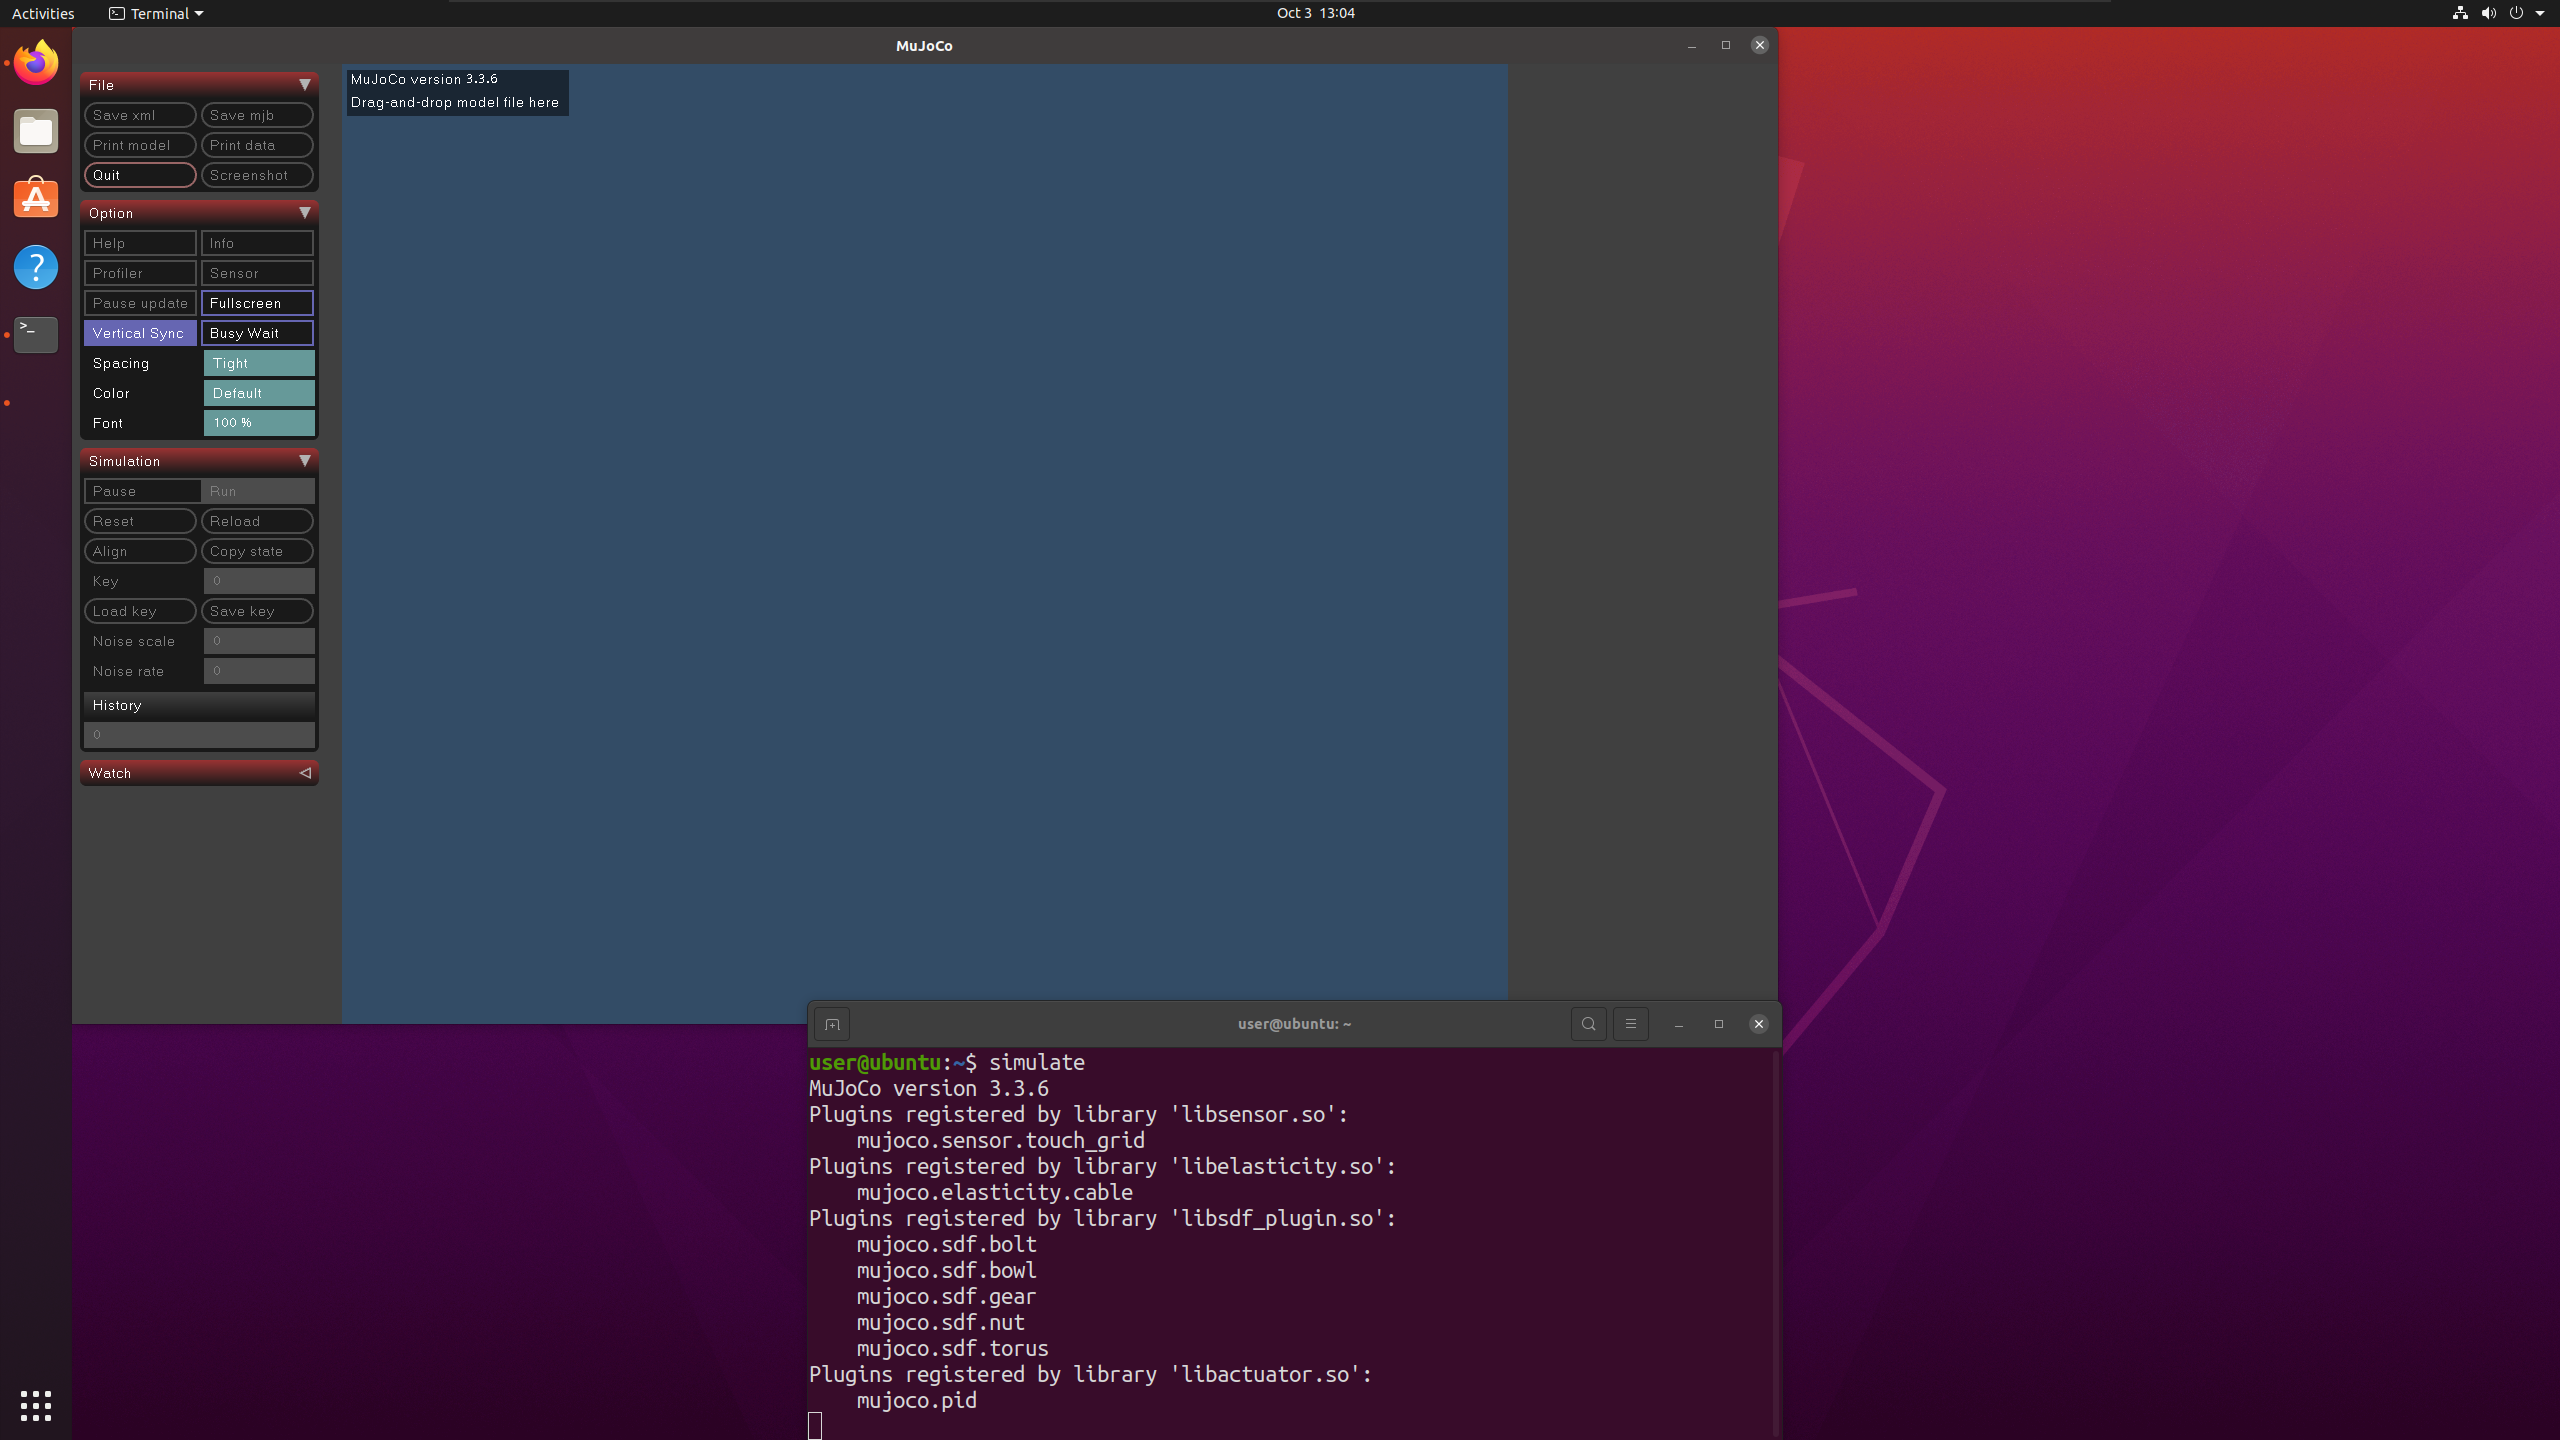 Activities
Terminal
Oct 3 13:04
MuJoCo
File
Save xml
Save mjb
Print model
Print data
Quit
Screenshot
Option
Help
Info
Profiler
Sensor
Pause update
Fullscreen
Vertical Sync
Busy Wait
Spacing
Tight
Color
Default
Font
100 %
Simulation
Pause
Run
Reset
Reload
Align
Copy state
Key
0
Load key
Save key
Noise scale
0
Noise rate
0
History
0
Watch
MuJoCo version 3.3.6
Drag-and-drop model file here
user@ubuntu: ~
user@ubuntu:~$ simulate
MuJoCo version 3.3.6
Plugins registered by library 'libsensor.so':
mujoco.sensor.touch_grid
Plugins registered by library 'libelasticity.so':
mujoco.elasticity.cable
Plugins registered by library 'libsdf_plugin.so':
mujoco.sdf.bolt
mujoco.sdf.bowl
mujoco.sdf.gear
mujoco.sdf.nut
mujoco.sdf.torus
Plugins registered by library 'libactuator.so':
mujoco.pid